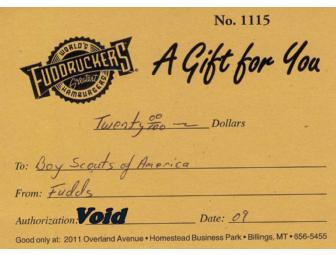 No. 1115
WORLD'S
FUDDRUCKERS
Greatest
HAMBURGERS
A Gift for You
Twenty 00/100 Dollars
To: Boy Scouts of America
From: Fudds
Authorization: Void Date: 09
Good only at: 2011 Overland Avenue • Homestead Business Park • Billings, MT • 656-5455